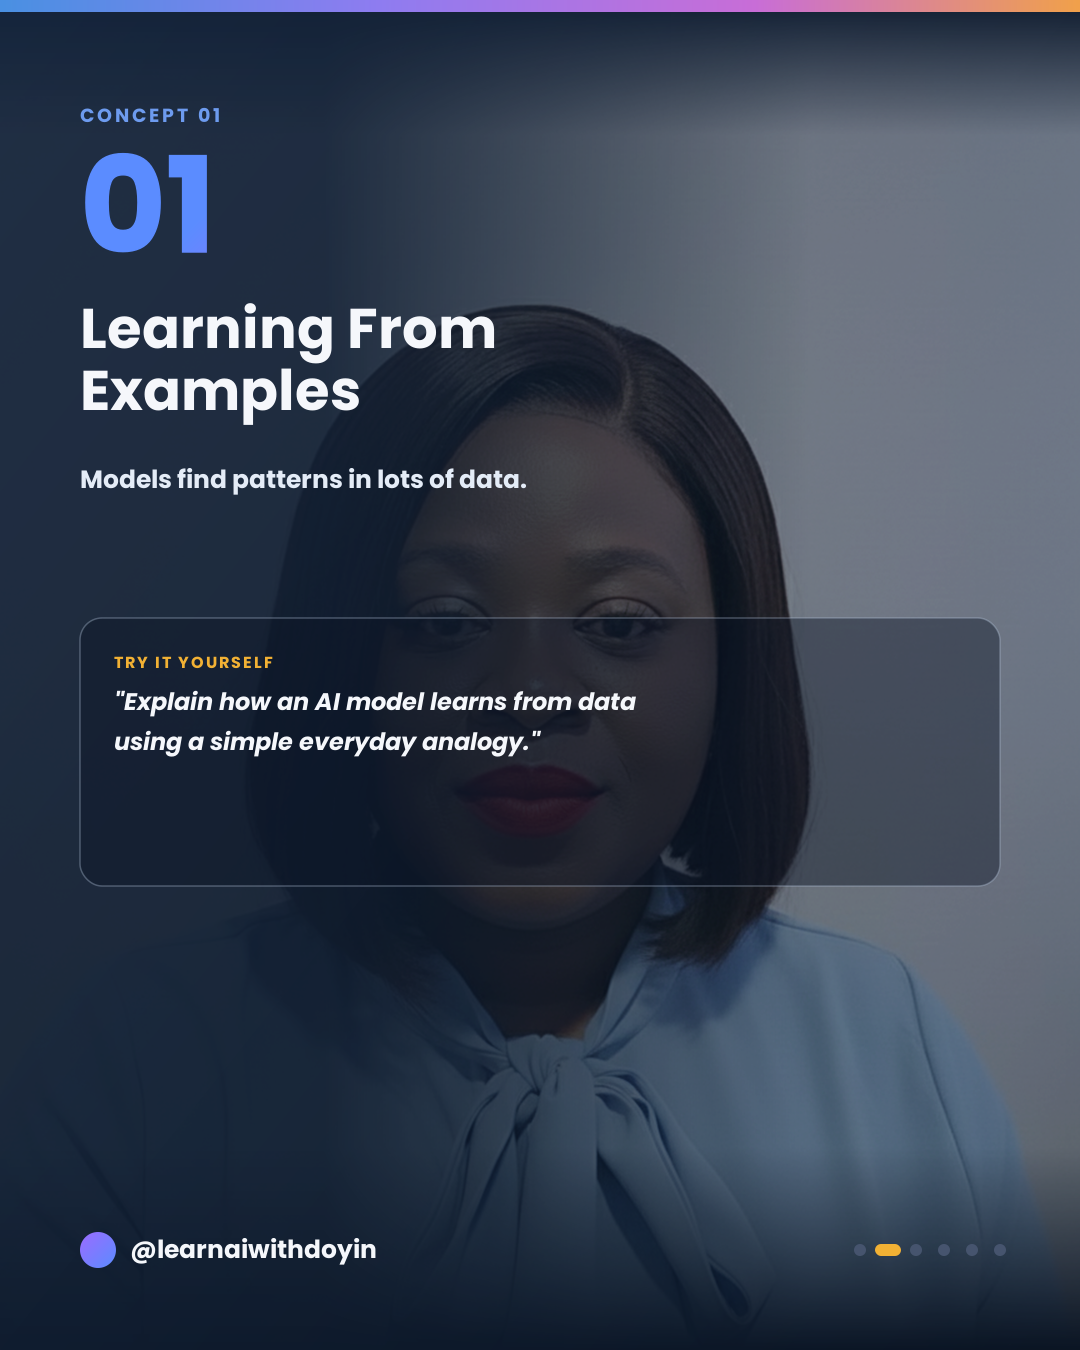 CONCEPT 01
01
Learning From
Examples
Models find patterns in lots of data.
TRY IT YOURSELF
"Explain how an AI model learns from data
using a simple everyday analogy."
@learnaiwithdoyin